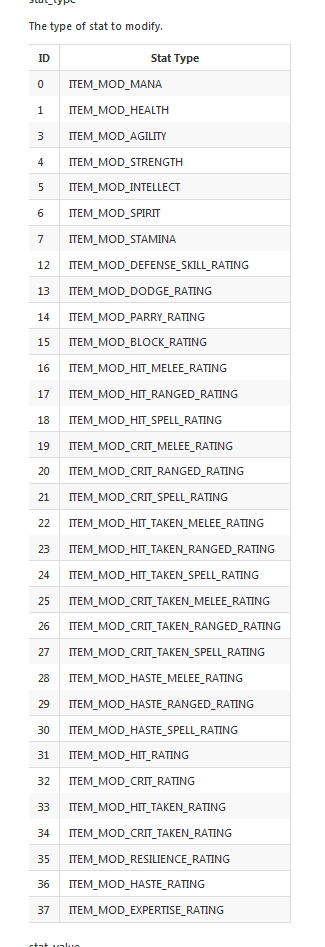 stat_type
The type of stat to modify.
ID Stat Type
0 ITEM_MOD_MANA
1 ITEM_MOD_HEALTH
3 ITEM_MOD_AGILITY
4 ITEM_MOD_STRENGTH
5 ITEM_MOD_INTELLECT
6 ITEM_MOD_SPIRIT
7 ITEM_MOD_STAMINA
12 ITEM_MOD_DEFENSE_SKILL_RATING
13 ITEM_MOD_DODGE_RATING
14 ITEM_MOD_PARRY_RATING
15 ITEM_MOD_BLOCK_RATING
16 ITEM_MOD_HIT_MELEE_RATING
17 ITEM_MOD_HIT_RANGED_RATING
18 ITEM_MOD_HIT_SPELL_RATING
19 ITEM_MOD_CRIT_MELEE_RATING
20 ITEM_MOD_CRIT_RANGED_RATING
21 ITEM_MOD_CRIT_SPELL_RATING
22 ITEM_MOD_HIT_TAKEN_MELEE_RATING
23 ITEM_MOD_HIT_TAKEN_RANGED_RATING
24 ITEM_MOD_HIT_TAKEN_SPELL_RATING
25 ITEM_MOD_CRIT_TAKEN_MELEE_RATING
26 ITEM_MOD_CRIT_TAKEN_RANGED_RATING
27 ITEM_MOD_CRIT_TAKEN_SPELL_RATING
28 ITEM_MOD_HASTE_MELEE_RATING
29 ITEM_MOD_HASTE_RANGED_RATING
30 ITEM_MOD_HASTE_SPELL_RATING
31 ITEM_MOD_HIT_RATING
32 ITEM_MOD_CRIT_RATING
33 ITEM_MOD_HIT_TAKEN_RATING
34 ITEM_MOD_CRIT_TAKEN_RATING
35 ITEM_MOD_RESILIENCE_RATING
36 ITEM_MOD_HASTE_RATING
37 ITEM_MOD_EXPERTISE_RATING
stat_value